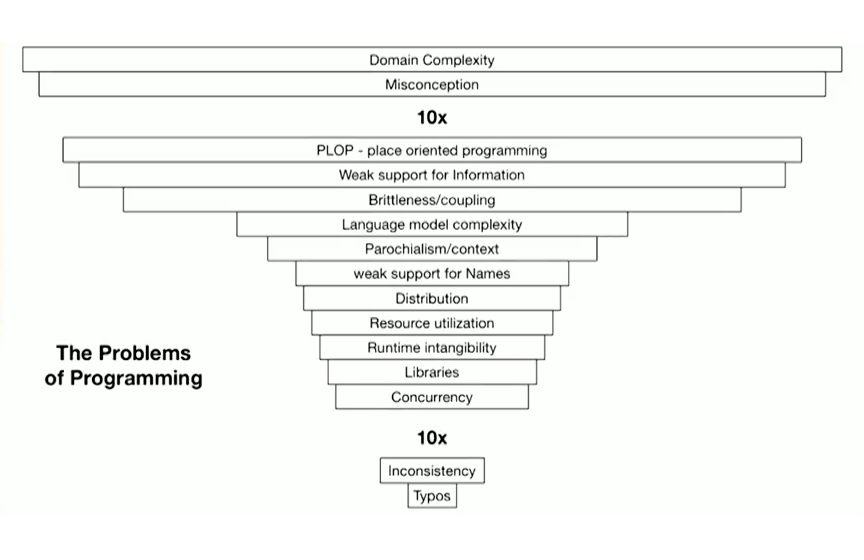 Domain Complexity
Misconception
10x
PLOP - place oriented programming
Weak support for Information
Brittleness/coupling
Language model complexity
Parochialism/context
weak support for Names
Distribution
Resource utilization
Runtime intangibility
Libraries
Concurrency
The Problems
of Programming
10x
Inconsistency
Typos